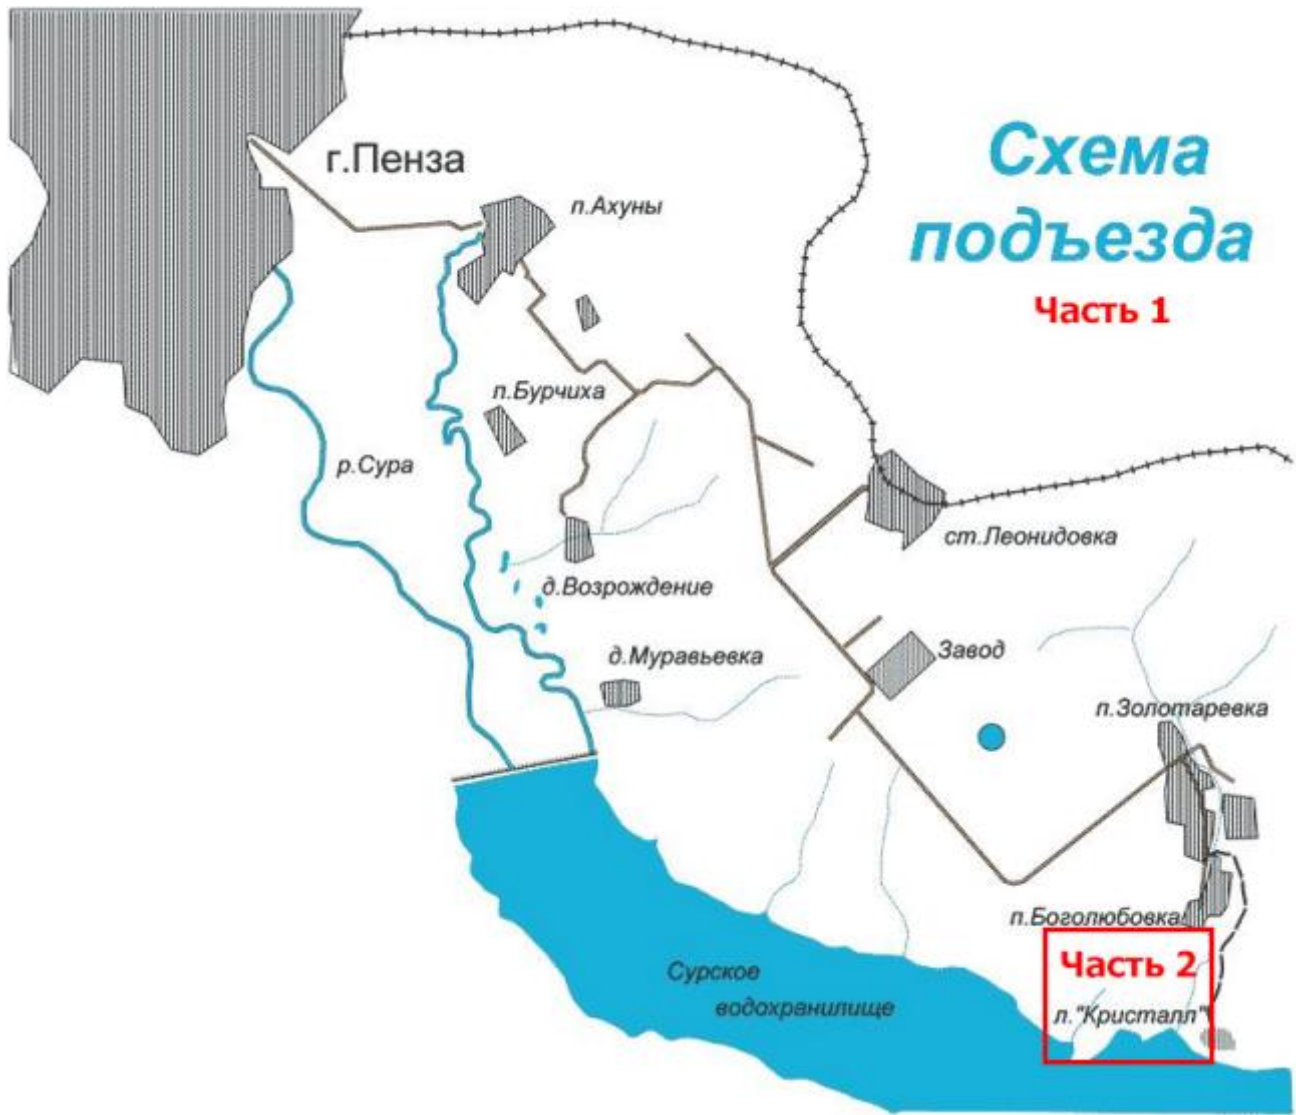 г.Пенза
Схема
подъезда
Часть 1
п.Ахуны
п.Бурчиха
р.Сура
ст.Леонидовка
д.Возрождение
д.Муравьевка
Завод
п.Золотаревка
п.Боголюбовка
Часть 2
Сурское
водохранилище
л."Кристалл"